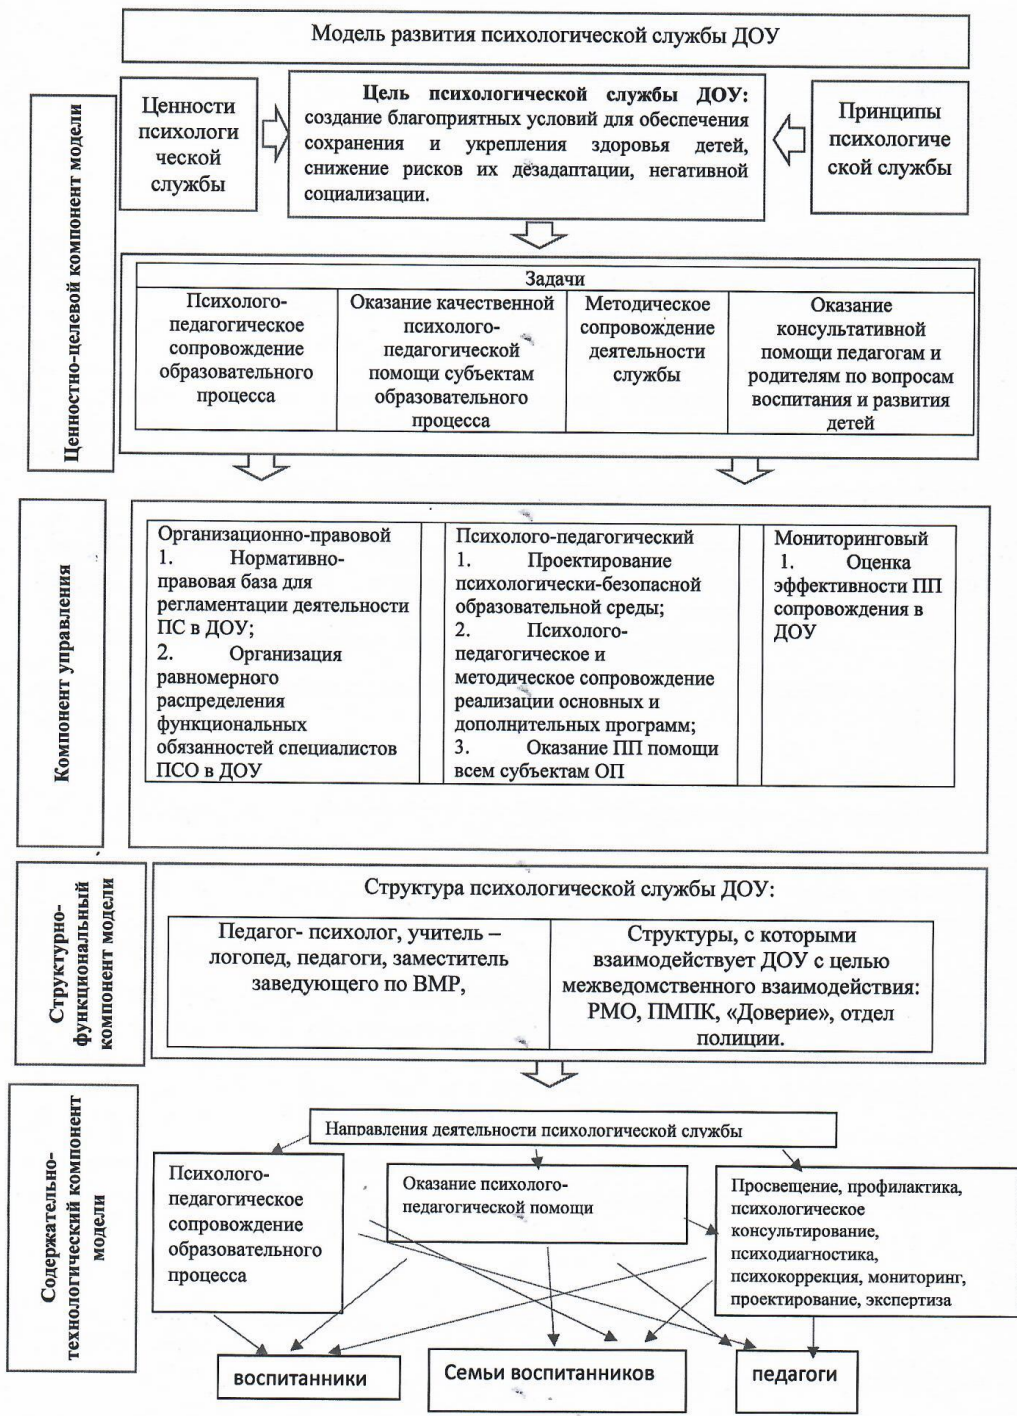 Модель развития психологической службы ДОУ
Ценностно-целевой компонент модели
Ценности
психологи
ческой
службы
Цель психологической службы ДОУ:
создание благоприятных условий для обеспечения
сохранения и укрепления здоровья детей,
снижение рисков их дезадаптации, негативной
социализации.
Принципы
психологиче
ской службы
Задачи
Психолого-
педагогическое
сопровождение
образовательного
процесса
Оказание качественной
психолого-
педагогической
помощи субъектам
образовательного
процесса
Методическое
сопровождение
деятельности
службы
Оказание
консультативной
помощи педагогам и
родителям по вопросам
воспитания и развития
детей
Компонент управления
Организационно-правовой
1. Нормативно-
правовая база для
регламентации деятельности
ПС в ДОУ;
2. Организация
равномерного
распределения
функциональных
обязанностей специалистов
ПСО в ДОУ
Психолого-педагогический
1. Проектирование
психологически-безопасной
образовательной среды;
2. Психолого-
педагогическое и
методическое сопровождение
реализации основных и
дополнительных программ;
3. Оказание ПП помощи
всем субъектам ОП
Мониторинговый
1. Оценка
эффективности ПП
сопровождения в
ДОУ
Структурно-
функциональный
компонент модели
Структура психологической службы ДОУ:
Педагог- психолог, учитель –
логопед, педагоги, заместитель
заведующего по ВМР,
Структуры, с которыми
взаимодействует ДОУ с целью
межведомственного взаимодействия:
РМО, ПМПК, «Доверие», отдел
полиции.
Содержательно-
технологический компонент
модели
Направления деятельности психологической службы
Психолого-
педагогическое
сопровождение
образовательного
процесса
Оказание психолого-
педагогической помощи
Просвещение, профилактика,
психологическое
консультирование,
психодиагностика,
психокоррекция, мониторинг,
проектирование, экспертиза
воспитанники
Семьи воспитанников
педагоги